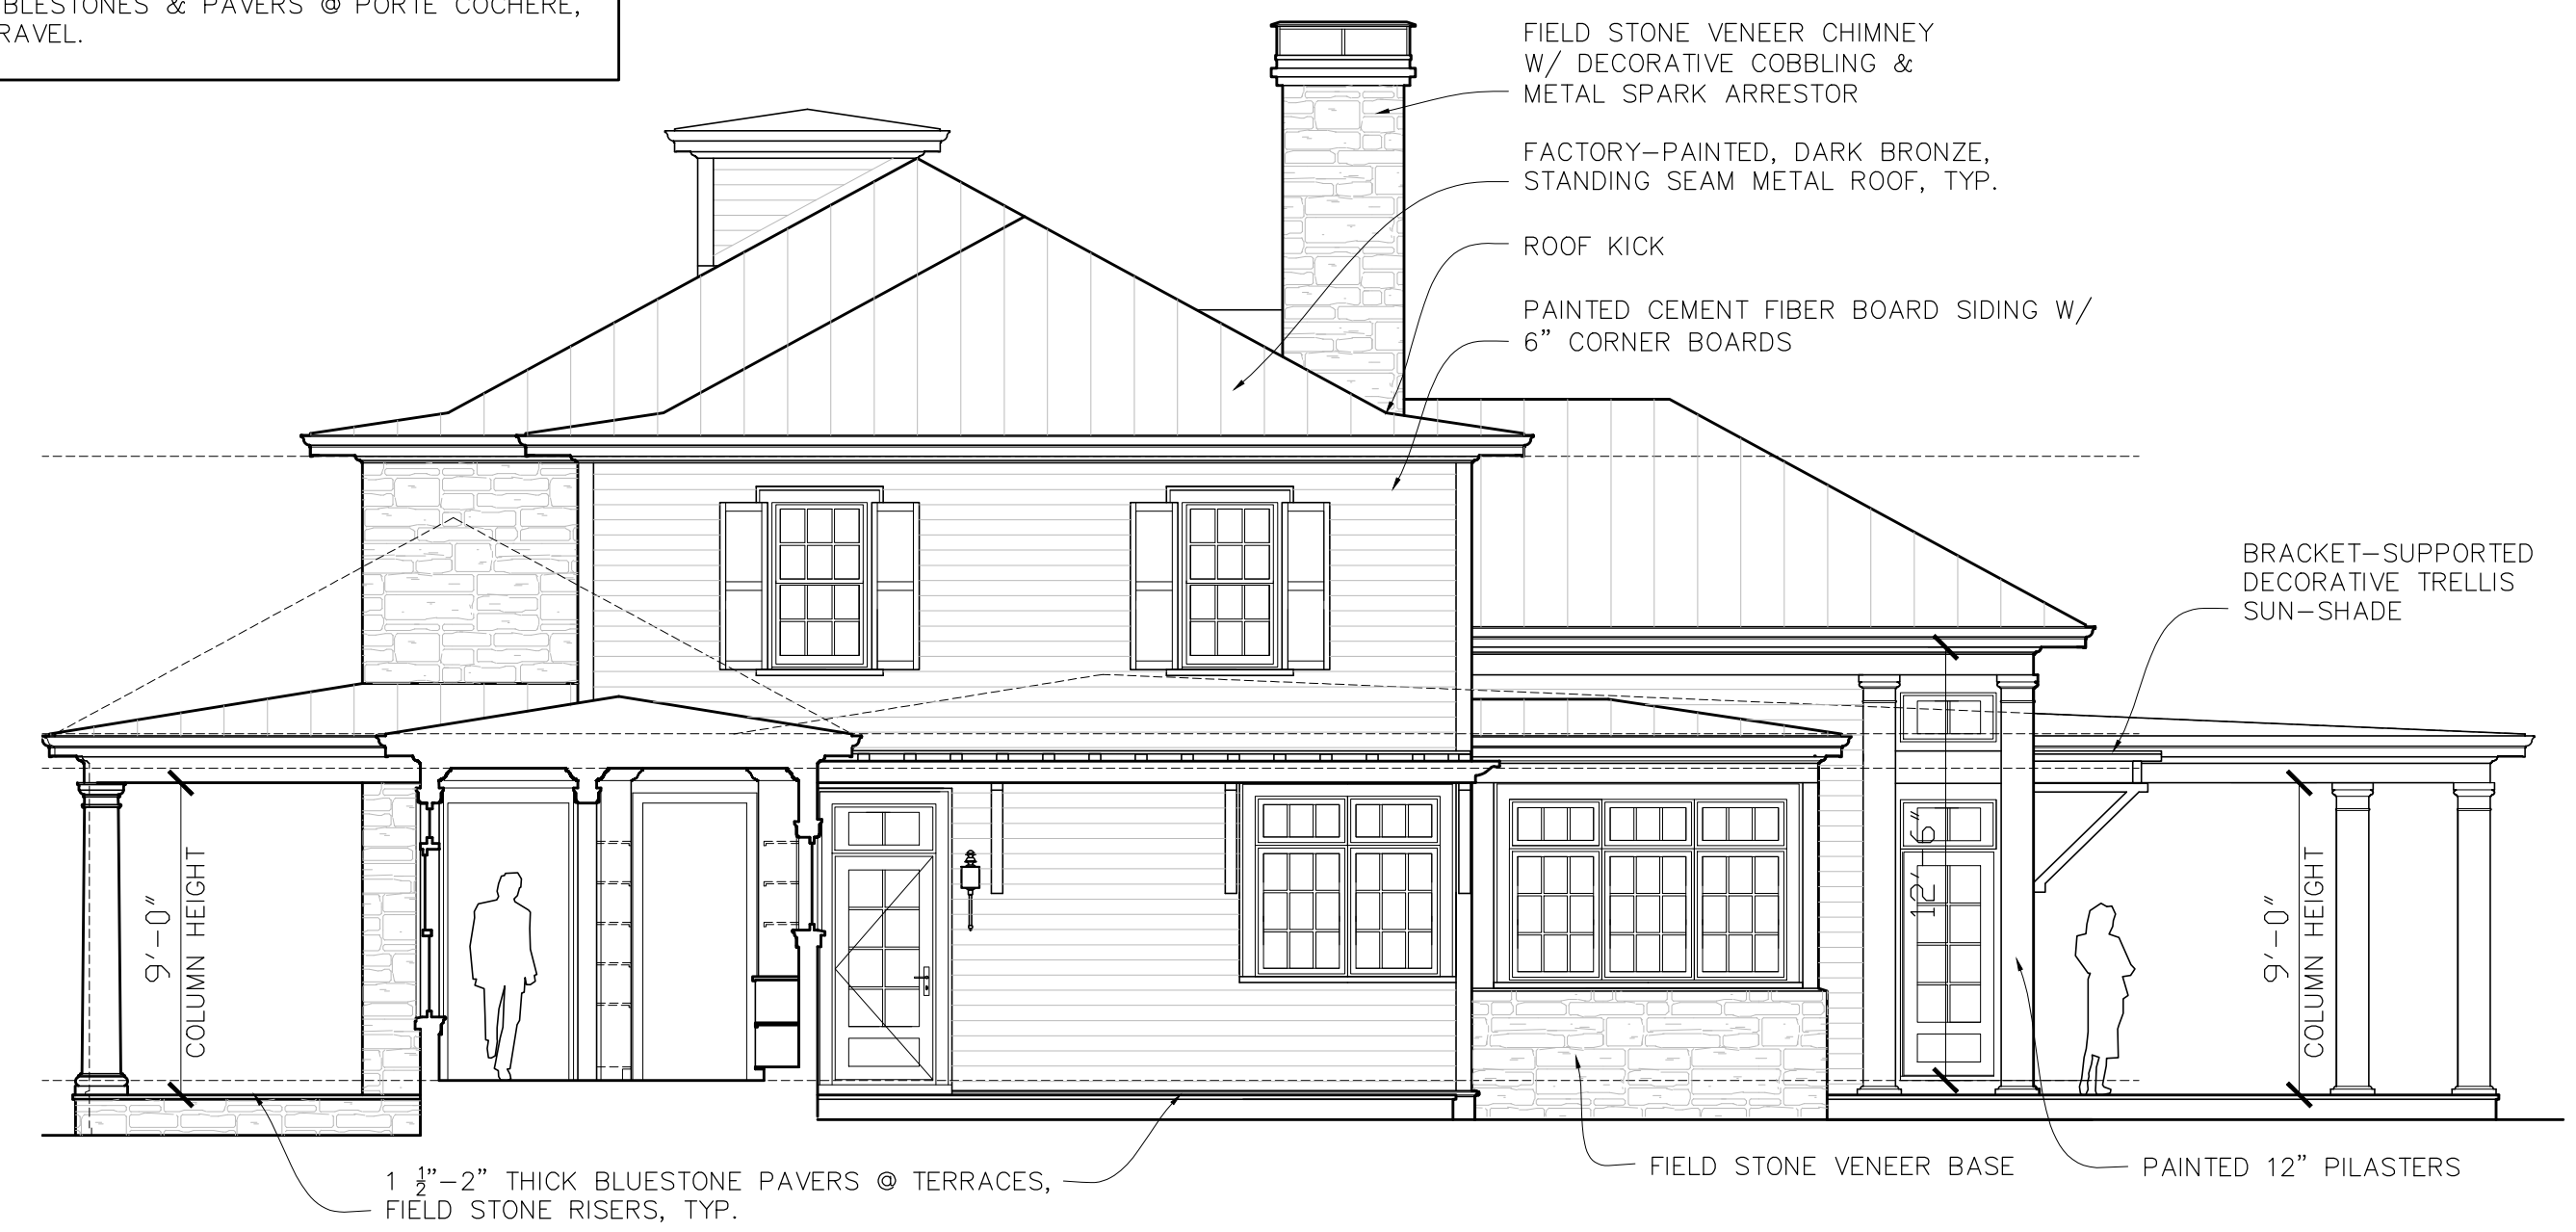 BLESTONES & PAVERS @ PORTE COCHERE,
RAVEL.
FIELD STONE VENEER CHIMNEY
W/ DECORATIVE COBBLING &
METAL SPARK ARRESTOR
FACTORY-PAINTED, DARK BRONZE,
STANDING SEAM METAL ROOF, TYP.
ROOF KICK
PAINTED CEMENT FIBER BOARD SIDING W/
6" CORNER BOARDS
BRACKET-SUPPORTED
DECORATIVE TRELLIS
SUN-SHADE
9'-0"
COLUMN HEIGHT
12'-6"
9'-0"
COLUMN HEIGHT
1 ½"-2" THICK BLUESTONE PAVERS @ TERRACES,
FIELD STONE RISERS, TYP.
FIELD STONE VENEER BASE
PAINTED 12" PILASTERS